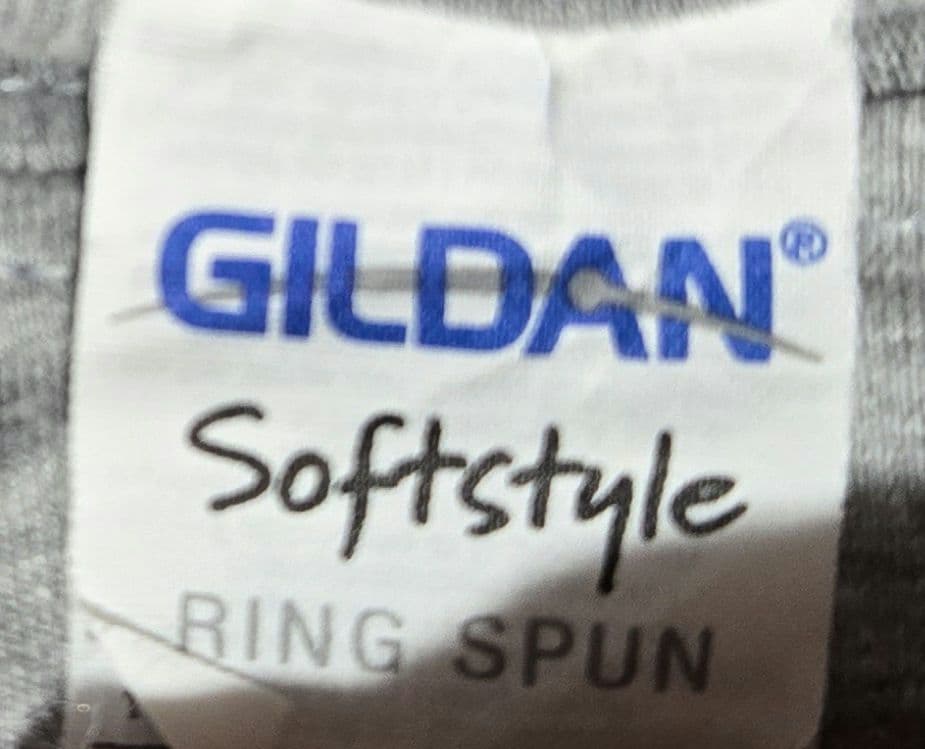 GILDAN®
Softstyle
RING SPUN